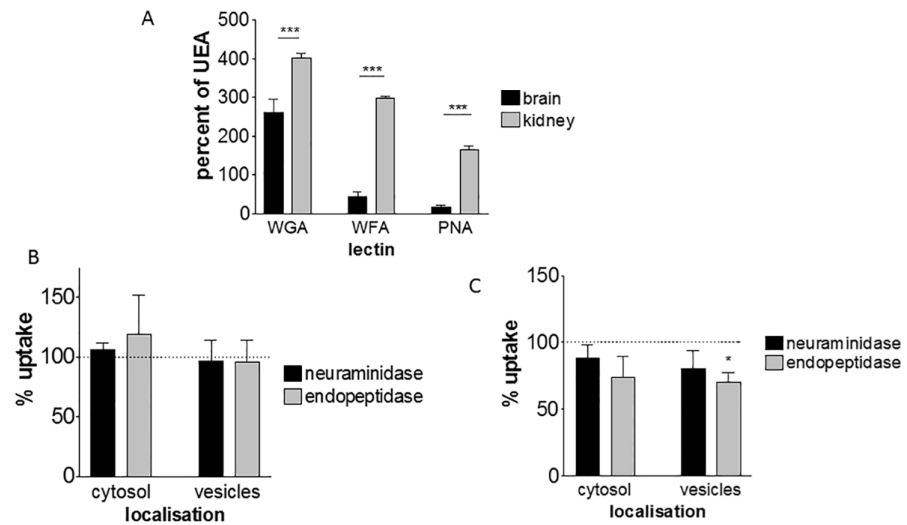 A
percent of UEA
500
400
300
200
100
0
***
***
***
WGA
WFA
PNA
lectin
brain
kidney
B
% uptake
150
100
50
0
cytosol
vesicles
localisation
neuraminidase
endopeptidase
C
% uptake
150
100
50
0
*
cytosol
vesicles
localisation
neuraminidase
endopeptidase